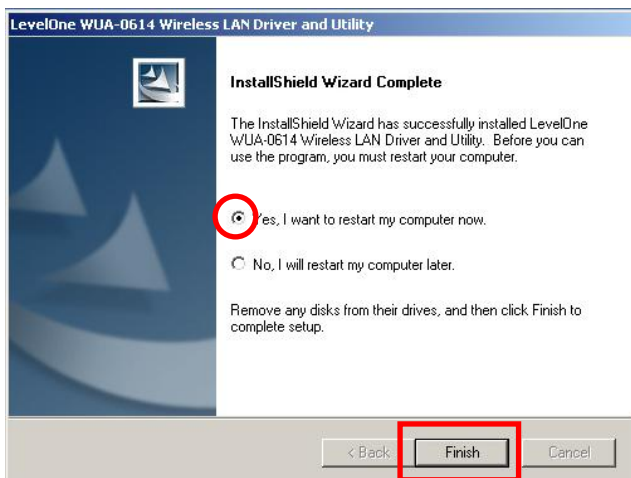 LevelOne WUA-0614 Wireless LAN Driver and Utility
InstallShield Wizard Complete
The InstallShield Wizard has successfully installed LevelOne
WUA-0614 Wireless LAN Driver and Utility. Before you can
use the program, you must restart your computer.
Yes, I want to restart my computer now.
No, I will restart my computer later.
Remove any disks from their drives, and then click Finish to
complete setup.
< Back Finish Cancel